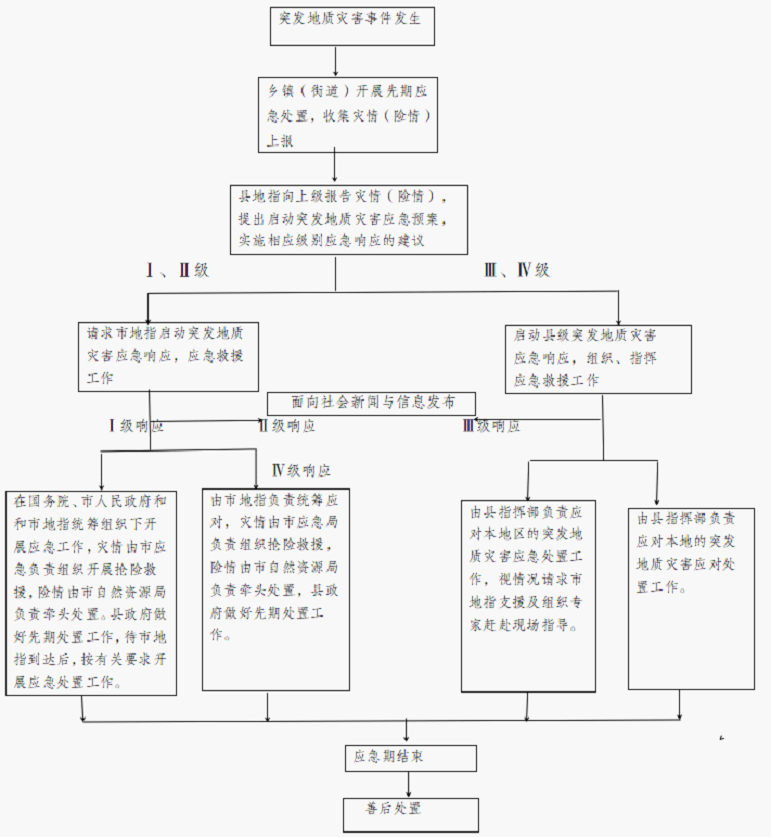 突发地质灾害事件发生
乡镇（街道）开展先期应
急处置，收集灾情（险情）
上报
县地指向上级报告灾情（险情），
提出启动突发地质灾害应急预案，
实施相应级别应急响应的建议
Ⅰ、Ⅱ级
Ⅲ、Ⅳ级
请求市地指启动突发地质
灾害应急响应，应急救援
工作
启动县级突发地质灾害
应急响应，组织、指挥
应急救援工作
面向社会新闻与信息发布
Ⅰ级响应
Ⅱ级响应
Ⅲ级响应
Ⅳ级响应
在国务院、市人民政府和
和市地指统筹组织下开
展应急工作，灾情由市应
急负责组织开展抢险救
援，险情由市自然资源局
负责牵头处置。县政府做
好先期处置工作，待市地
指到达后，按有关要求开
展应急处置工作。
由市地指负责统筹应
对，灾情由市应急局
负责组织抢险救援，
险情由市自然资源局
负责牵头处置，县政
府做好先期处置工
作。
由县指挥部负责应
对本地区的突发地
质灾害应急处置工
作，视情况请求市
地指支援及组织专
家赶赴现场指导。
由县指挥部负责
应对本地的突发
地质灾害应对处
置工作。
应急期结束
善后处置